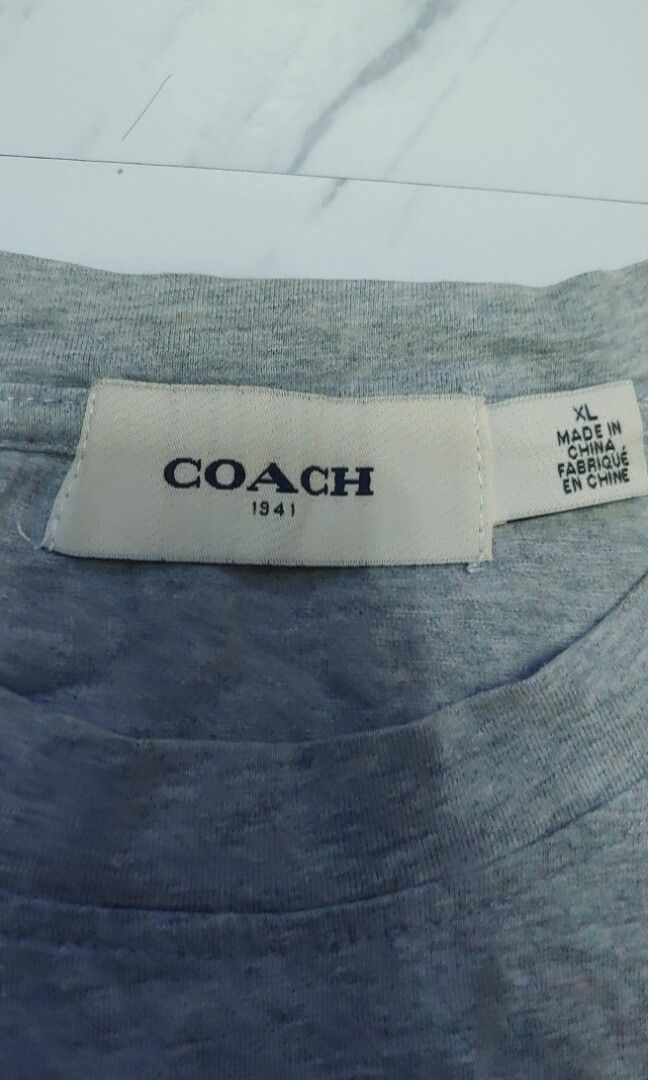 COACH
1941
XL
MADE IN
CHINA
FABRIQUÉ
EN CHINE